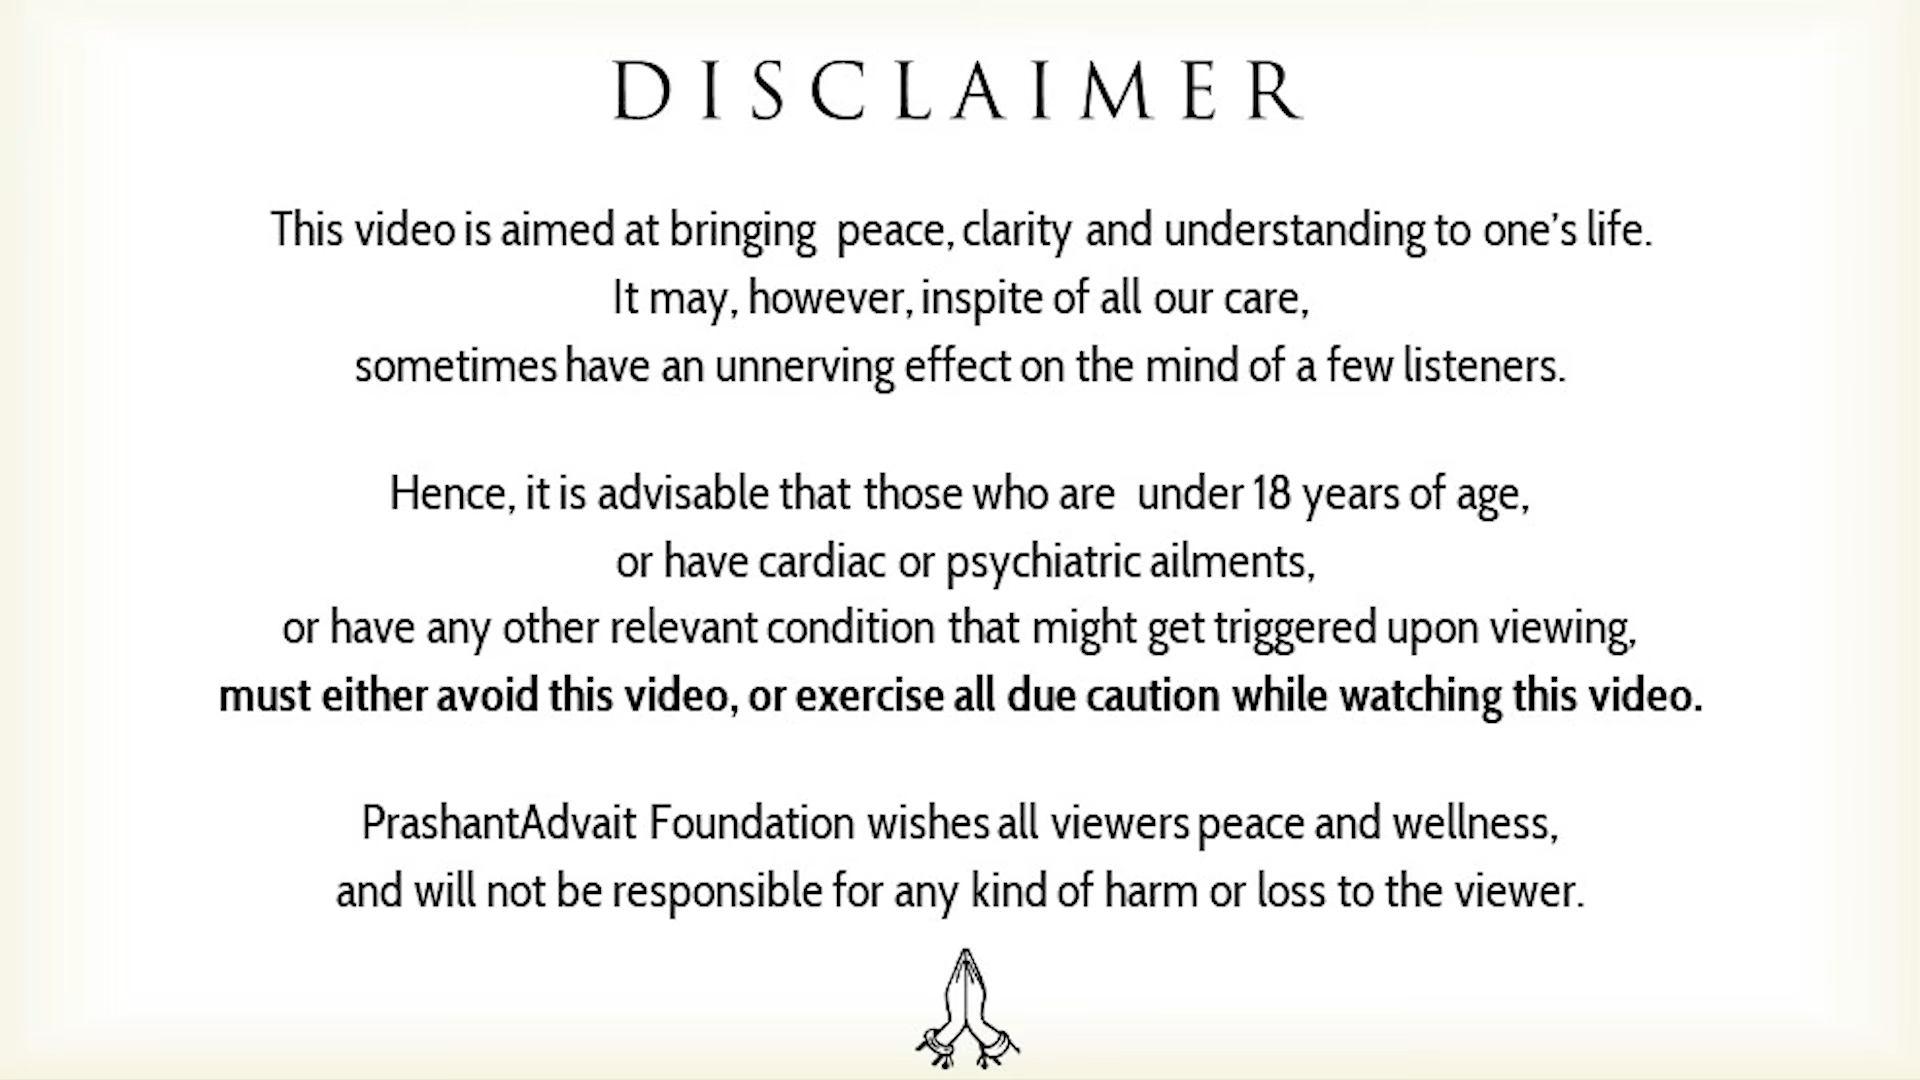 DISCLAIMER
This video is aimed at bringing peace, clarity and understanding to one's life.
It may, however, inspite of all our care,
sometimes have an unnerving effect on the mind of a few listeners.
Hence, it is advisable that those who are under 18 years of age,
or have cardiac or psychiatric ailments,
or have any other relevant condition that might get triggered upon viewing,
must either avoid this video, or exercise all due caution while watching this video.
PrashantAdvait Foundation wishes all viewers peace and wellness,
and will not be responsible for any kind of harm or loss to the viewer.